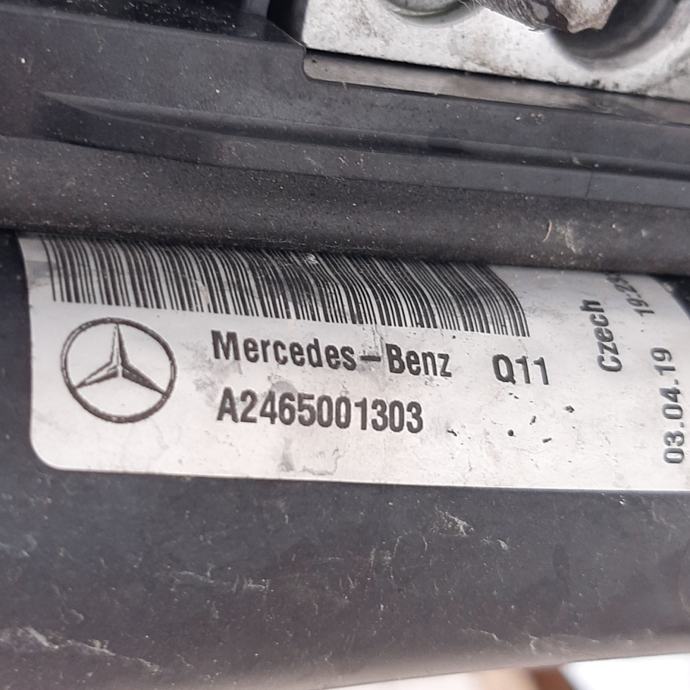 Mercedes-Benz Q11
A2465001303
Czech
03.04.19